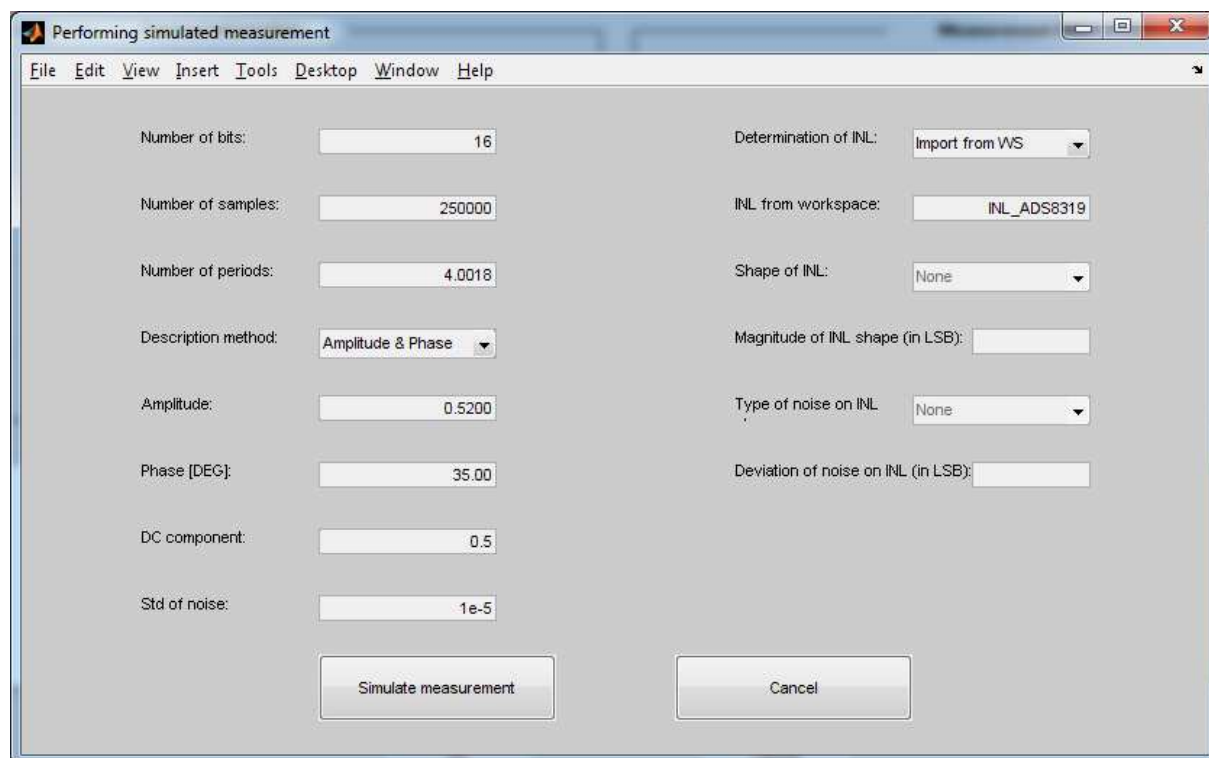 Performing simulated measurement
File Edit View Insert Tools Desktop Window Help
Number of bits: 16
Number of samples: 250000
Number of periods: 4.0018
Description method: Amplitude & Phase
Amplitude: 0.5200
Phase [DEG]: 35.00
DC component: 0.5
Std of noise: 1e-5
Determination of INL: Import from WS
INL from workspace: INL_ADS8319
Shape of INL: None
Magnitude of INL shape (in LSB):
Type of noise on INL None
Deviation of noise on INL (in LSB):
Simulate measurement Cancel